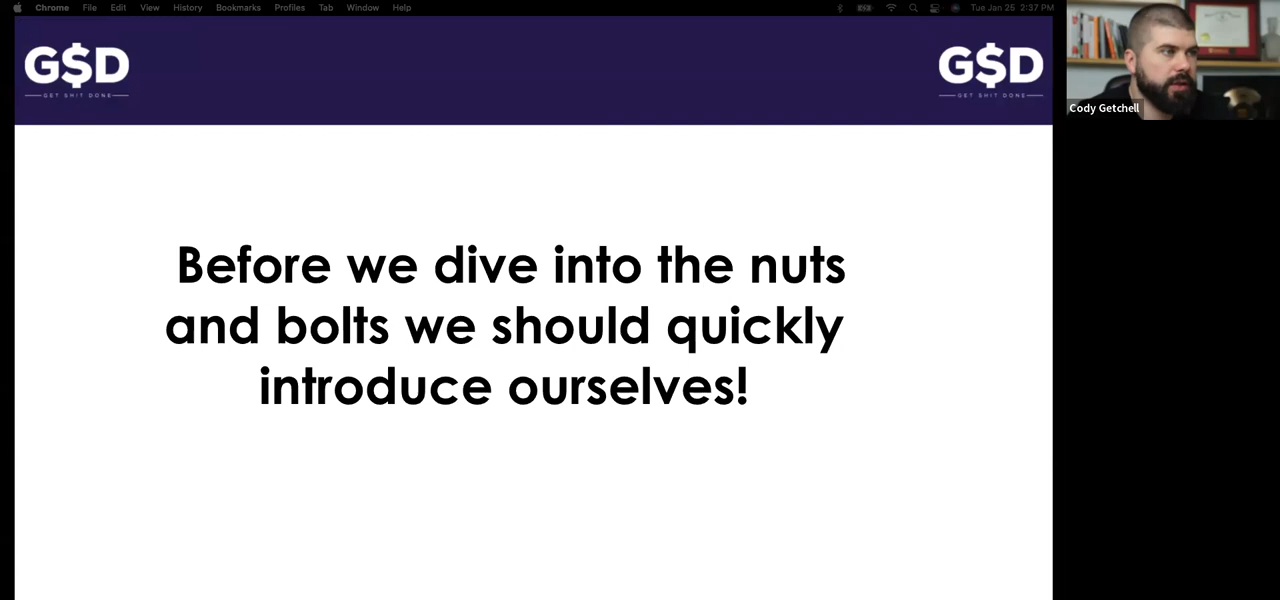 Chrome File Edit View History Bookmarks Profiles Tab Window Help Tue Jan 25 2:37 PM
G$D G$D
GET SHIT DONE GET SHIT DONE
Cody Getchell
Before we dive into the nuts
and bolts we should quickly
introduce ourselves!